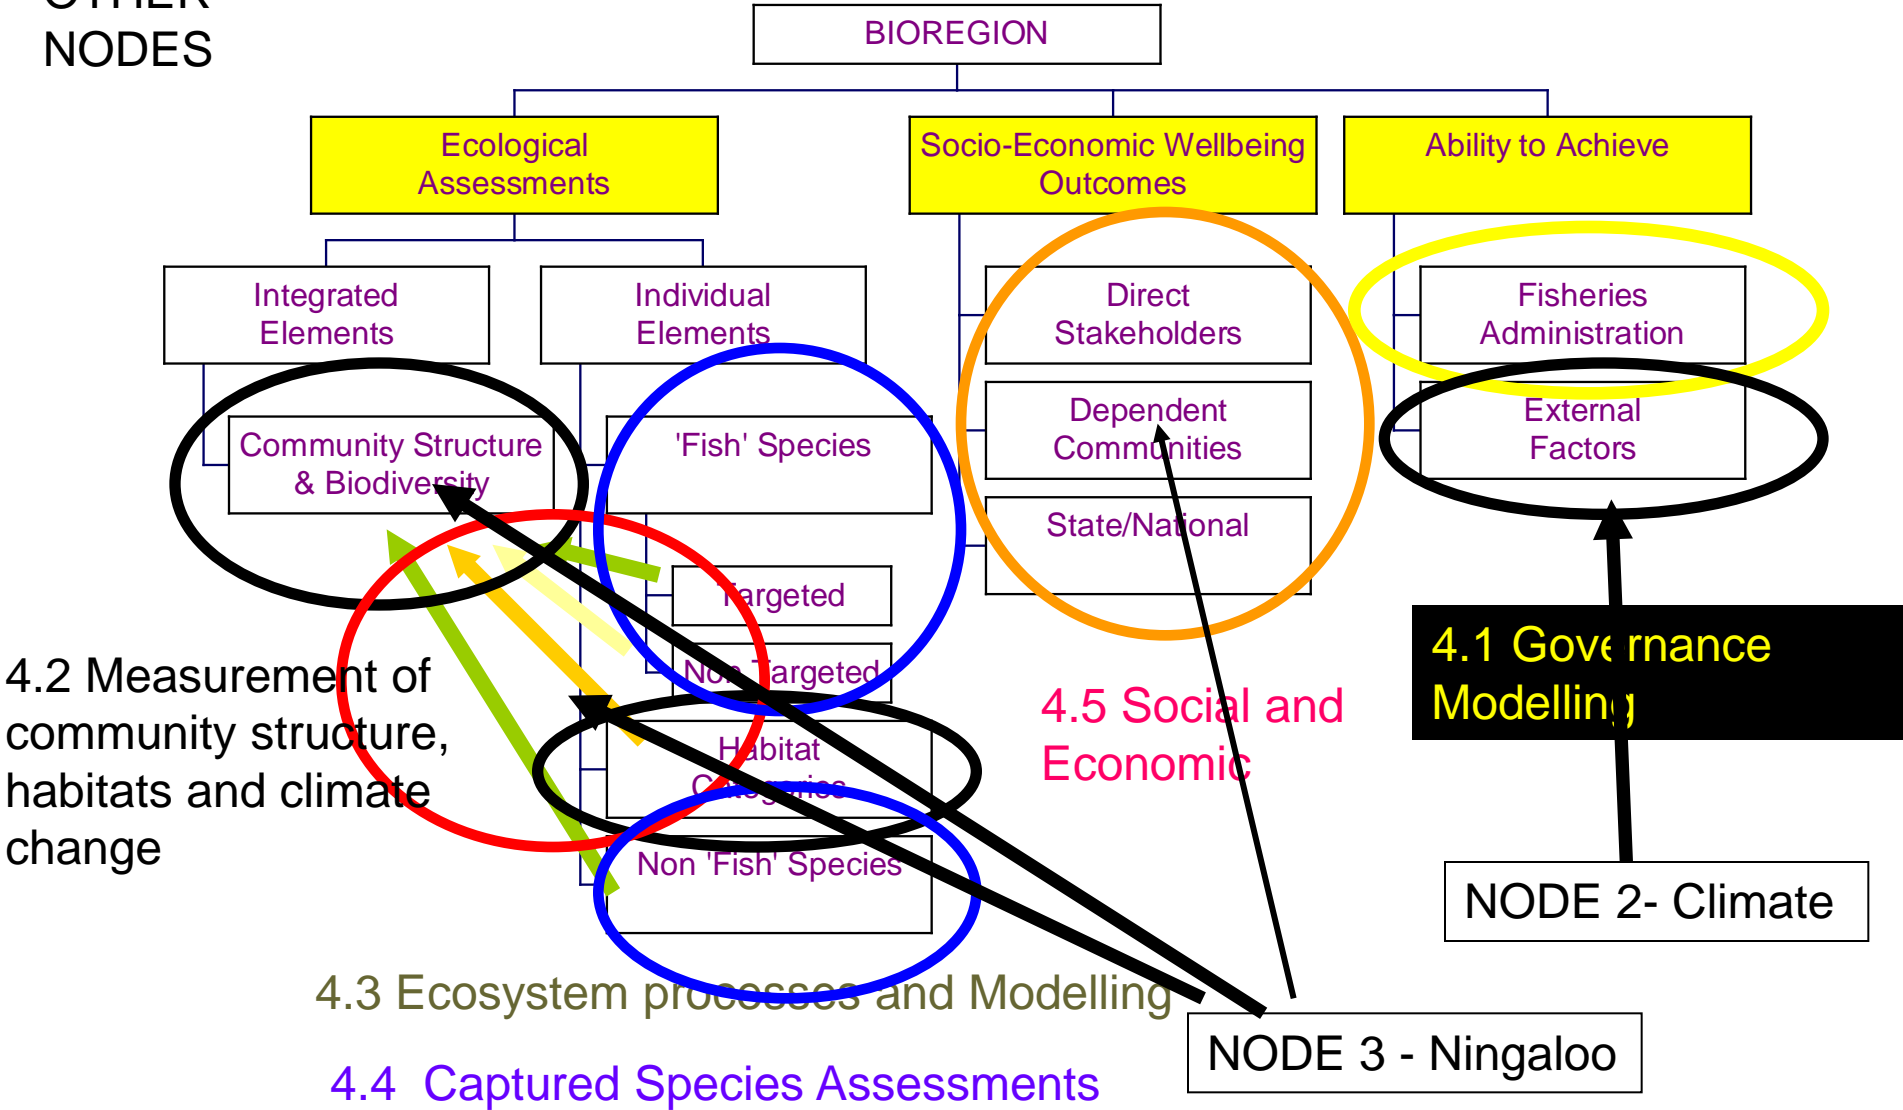 OTHER
NODES
BIOREGION
Ecological
Assessments
Socio-Economic Wellbeing
Outcomes
Ability to Achieve
Integrated
Elements
Individual
Elements
Direct
Stakeholders
Fisheries
Administration
Community Structure
& Biodiversity
'Fish' Species
Dependent
Communities
External
Factors
State/National
Targeted
Non Targeted
Habitat
Categories
Non 'Fish' Species
4.2 Measurement of
community structure,
habitats and climate
change
4.5 Social and
Economic
4.1 Governance
Modelling
NODE 2- Climate
4.3 Ecosystem processes and Modelling
NODE 3 - Ningaloo
4.4 Captured Species Assessments